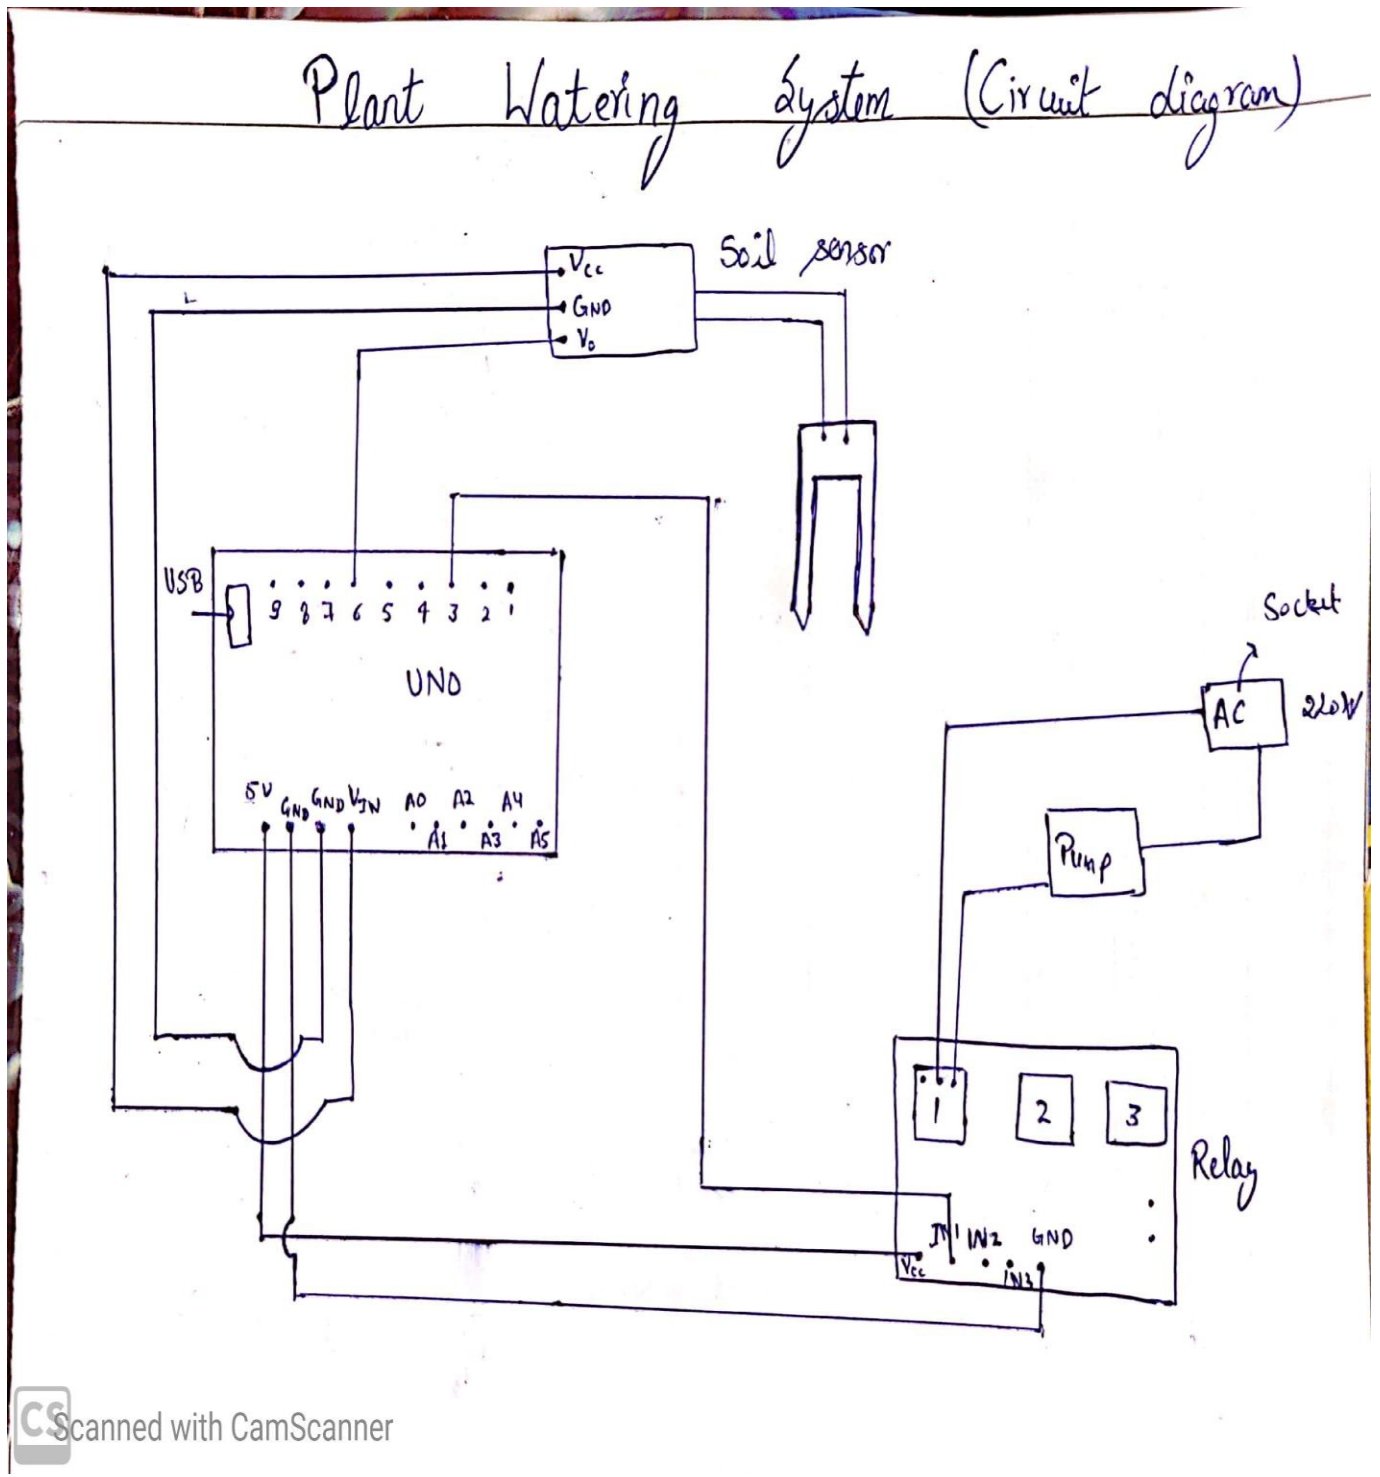 Plant Watering System (Circuit diagram)
Soil sensor
Vcc
GND
Vo
USB
9 8 7 6 5 4 3 2 1
UNO
5V GND GND VIN A0 A1 A2 A3 A4 A5
Socket
AC
Pump
1 2 3
Relay
Vcc IN1 IN2 IN3 GND
CS
Scanned with CamScanner